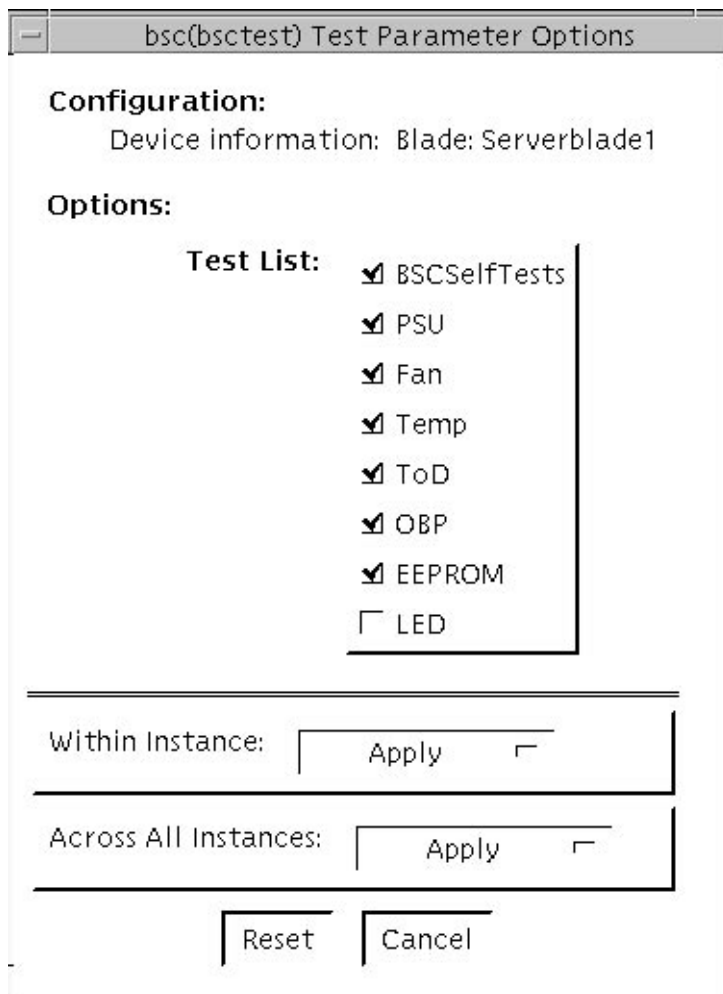 bsc(bsctest) Test Parameter Options
Configuration:
Device information: Blade: Serverblade1
Options:
Test List:
BSCSelfTests
PSU
Fan
Temp
ToD
OBP
EEPROM
LED
Within Instance: Apply
Across All Instances: Apply
Reset Cancel